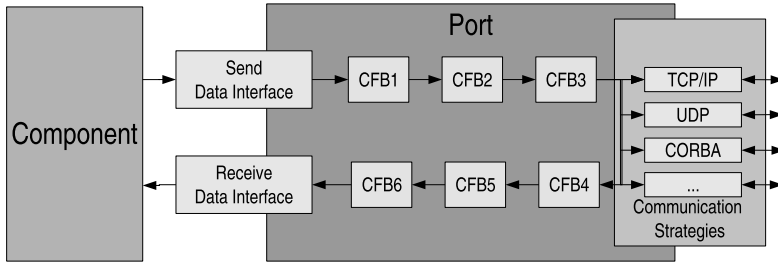 Port
Component
Send
Data Interface
CFB1
CFB2
CFB3
TCP/IP
UDP
CORBA
...
Receive
Data Interface
CFB6
CFB5
CFB4
Communication
Strategies